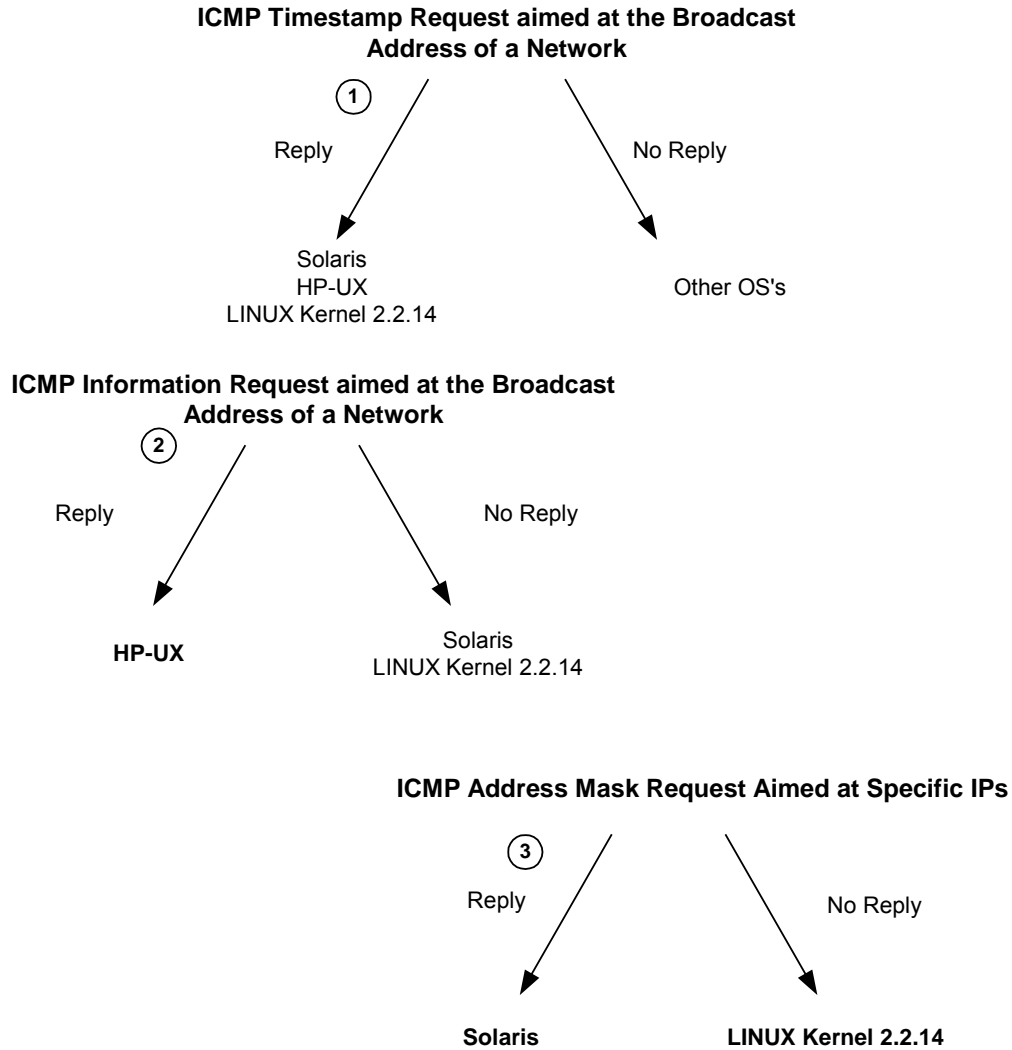 ICMP Timestamp Request aimed at the Broadcast
Address of a Network
1
Reply
No Reply
Solaris
HP-UX
LINUX Kernel 2.2.14
Other OS's
ICMP Information Request aimed at the Broadcast
Address of a Network
2
Reply
No Reply
HP-UX
Solaris
LINUX Kernel 2.2.14
ICMP Address Mask Request Aimed at Specific IPs
3
Reply
No Reply
Solaris
LINUX Kernel 2.2.14